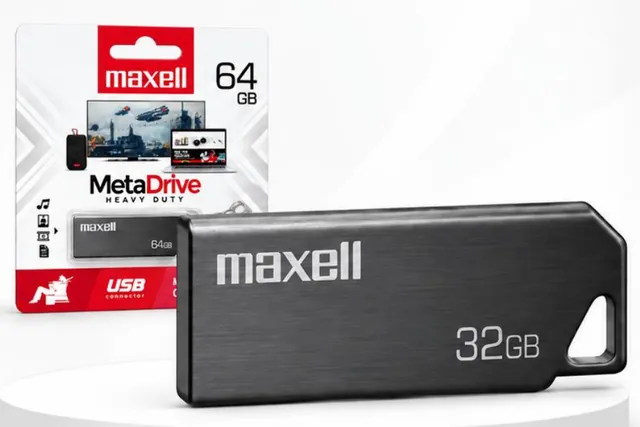 maxell
64
GB
MetaDrive
HEAVY DUTY
maxell
64GB
USB
connector
maxell
32GB